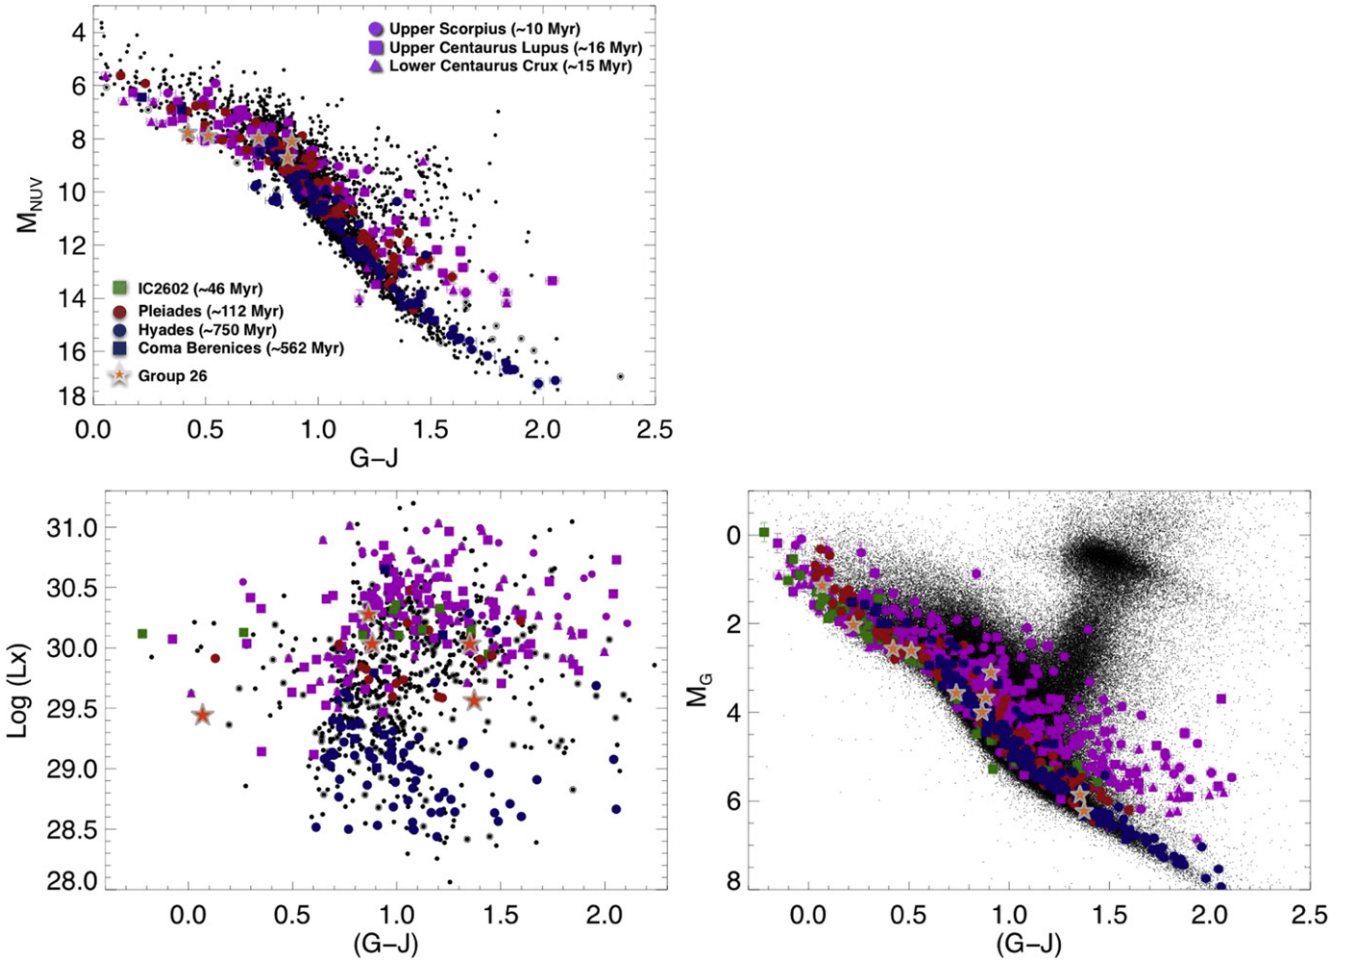 4
6
8
10
12
14
16
18
M_NUV
Upper Scorpius (~10 Myr)
Upper Centaurus Lupus (~16 Myr)
Lower Centaurus Crux (~15 Myr)
IC2602 (~46 Myr)
Pleiades (~112 Myr)
Hyades (~750 Myr)
Coma Berenices (~562 Myr)
Group 26
0.0 0.5 1.0 1.5 2.0 2.5
G−J
31.0
30.5
30.0
29.5
29.0
28.5
28.0
Log (Lx)
0.0 0.5 1.0 1.5 2.0
(G−J)
0
2
4
6
8
M_G
0.0 0.5 1.0 1.5 2.0 2.5
(G−J)